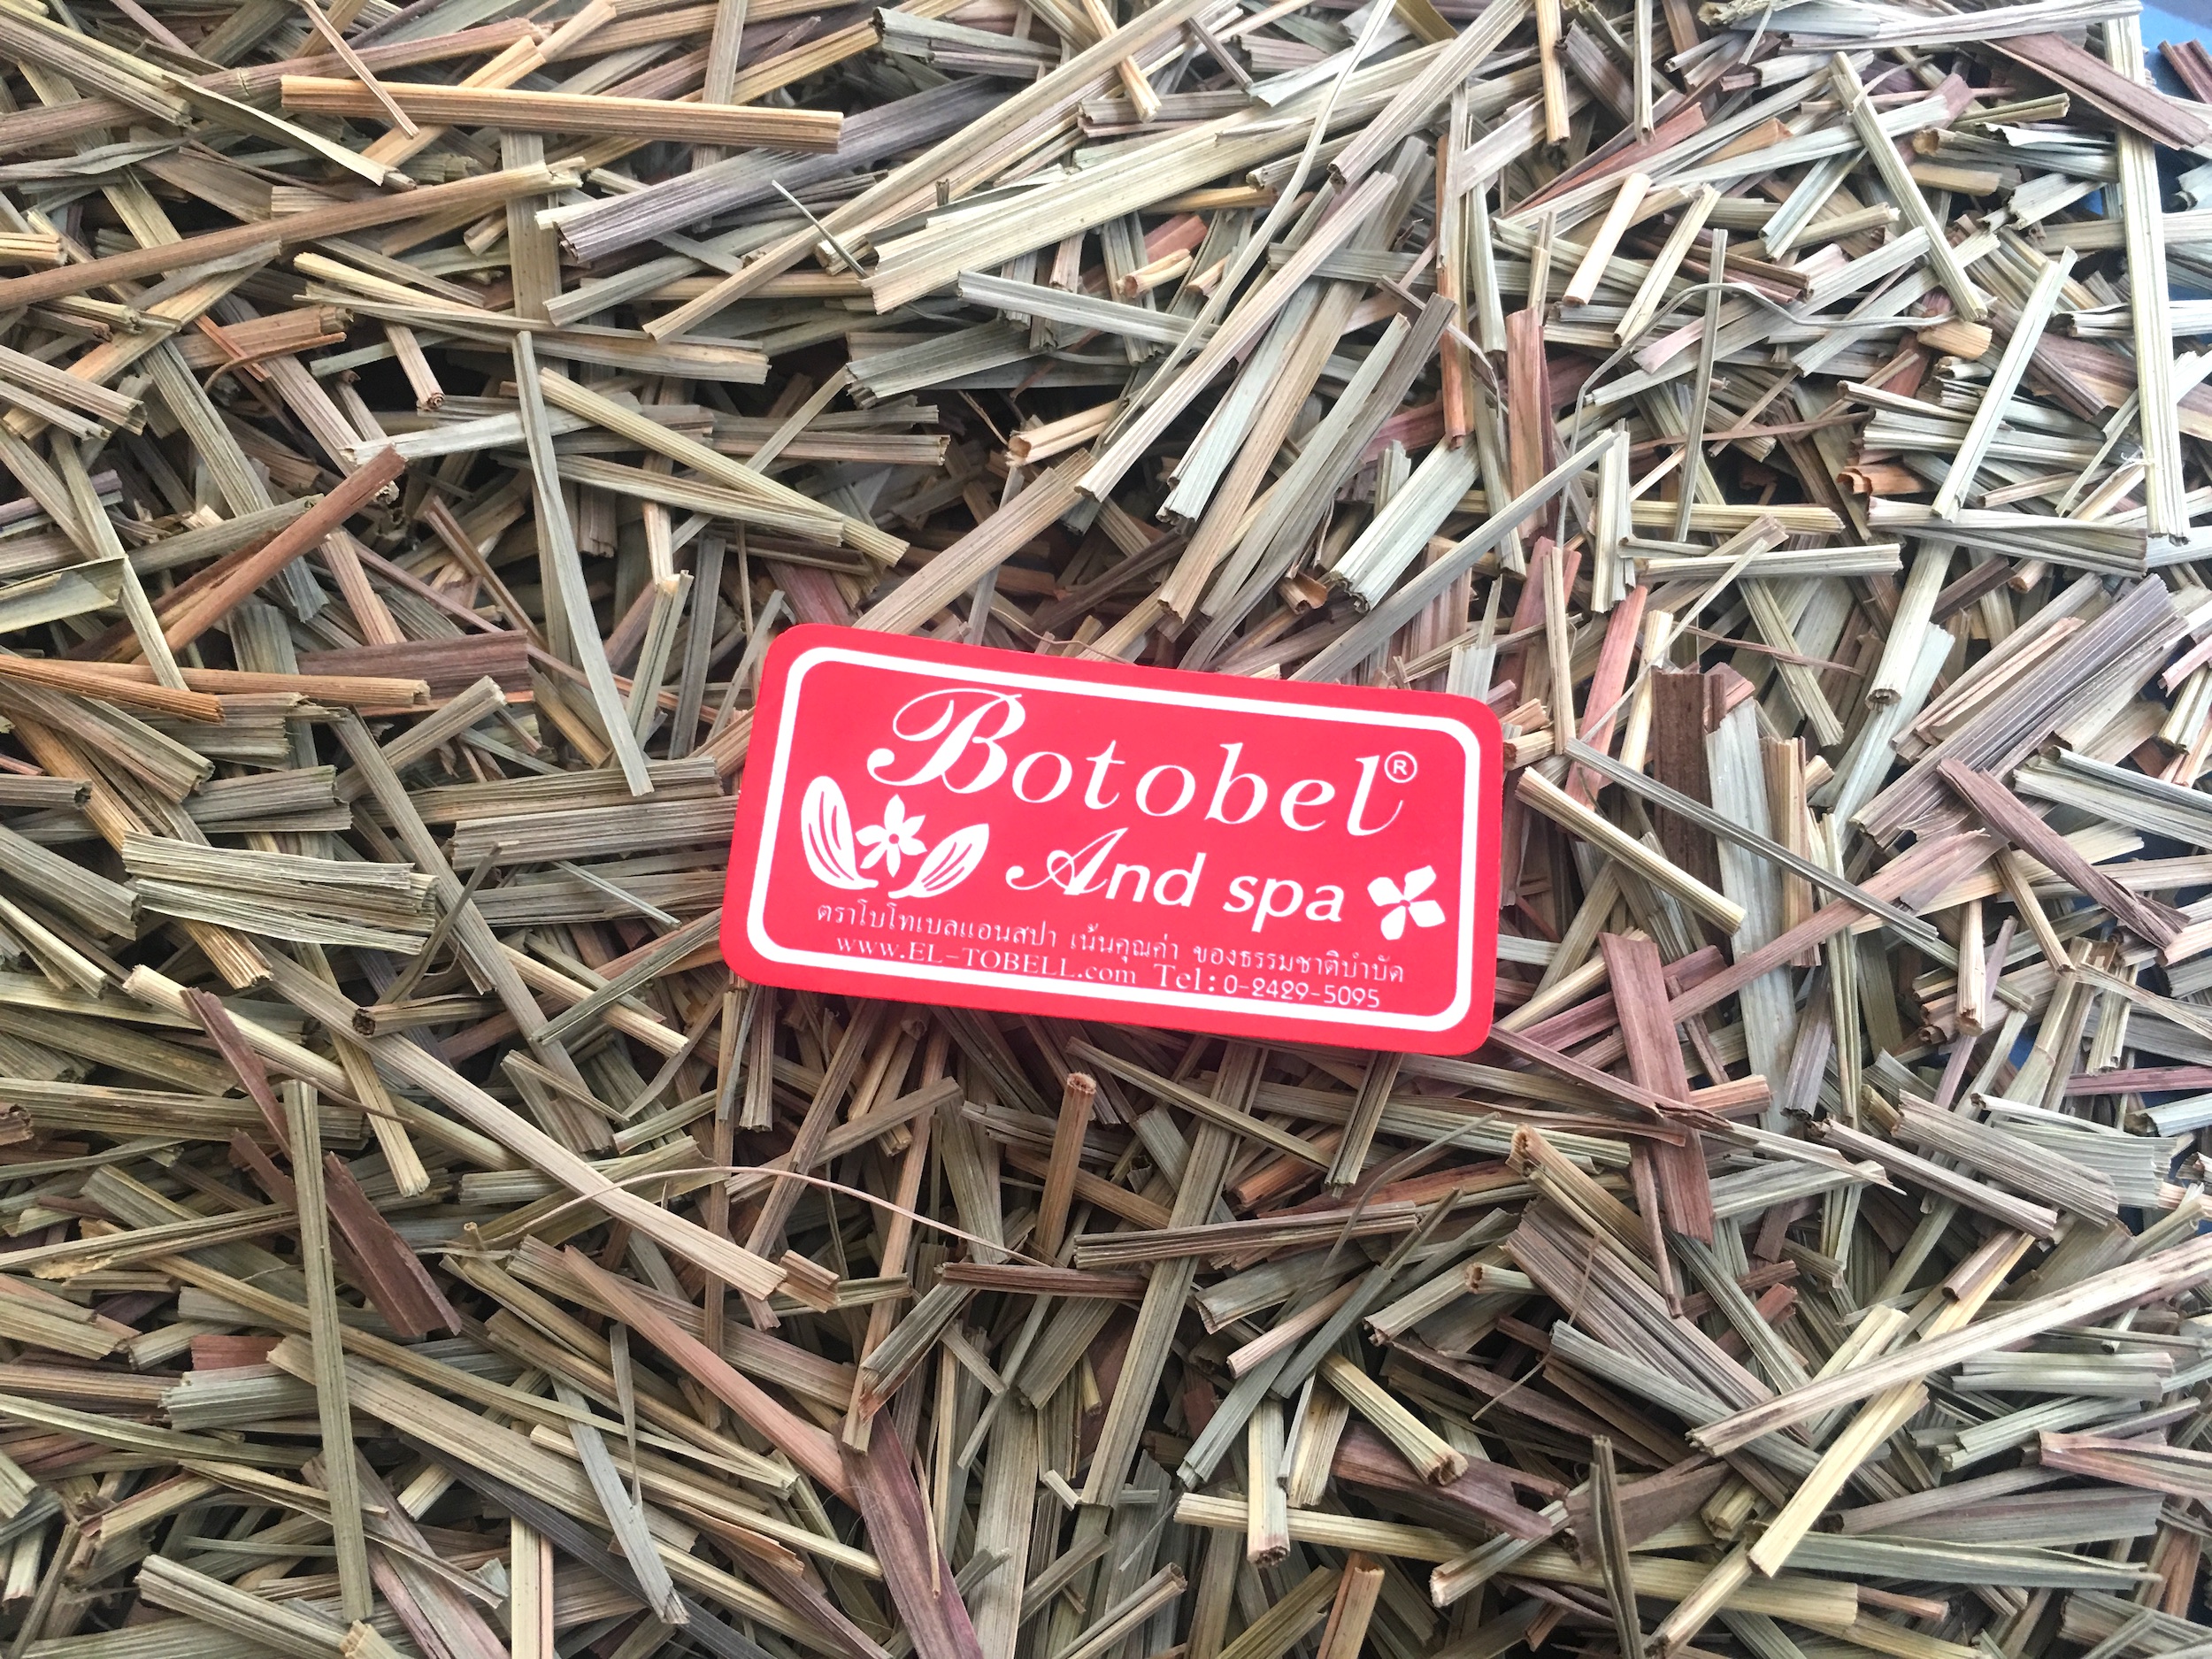 Botobel®
And spa
ตราโบโทเบลแอนสปา เน้นคุณค่า ของธรรมชาติบำบัด
www.EL-TOBELL.com Tel:0-2429-5095